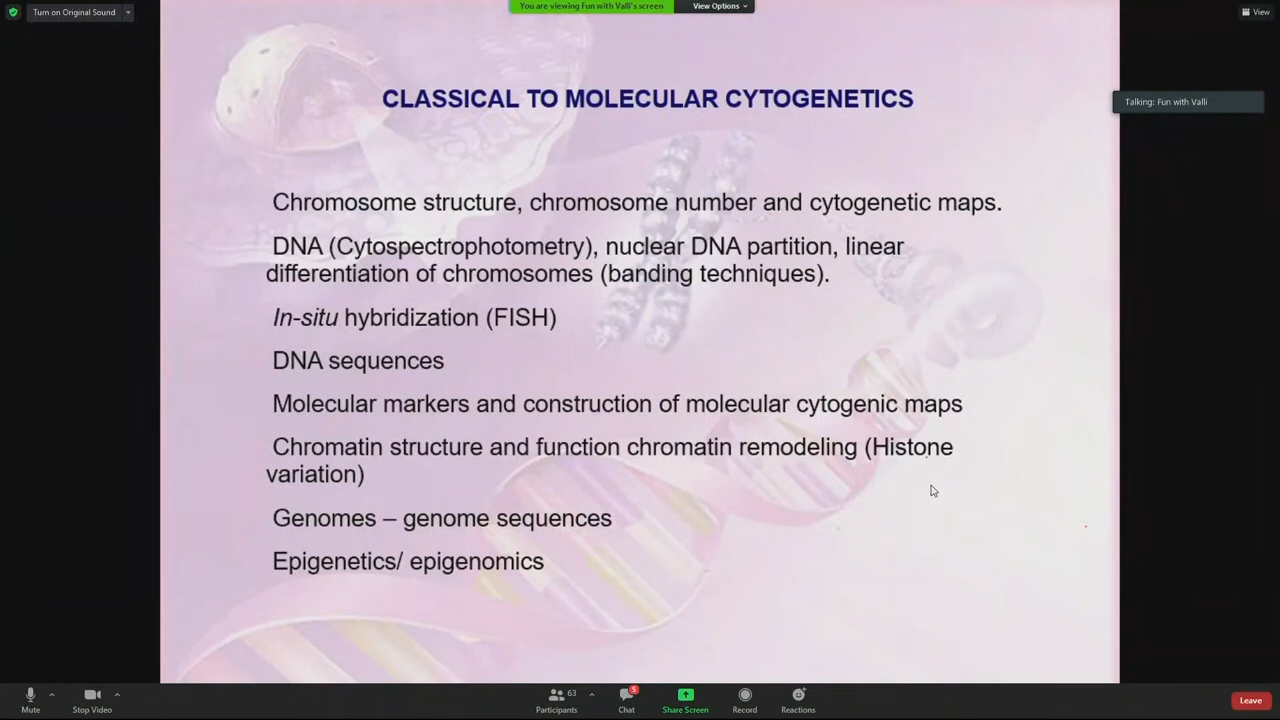 Turn on Original Sound
You are viewing Fun with Valli's screen
View Options
View
CLASSICAL TO MOLECULAR CYTOGENETICS
Talking: Fun with Valli
Chromosome structure, chromosome number and cytogenetic maps.
DNA (Cytospectrophotometry), nuclear DNA partition, linear
differentiation of chromosomes (banding techniques).
In-situ hybridization (FISH)
DNA sequences
Molecular markers and construction of molecular cytogenic maps
Chromatin structure and function chromatin remodeling (Histone
variation)
Genomes – genome sequences
Epigenetics/ epigenomics
Mute
Stop Video
63
Participants
5
Chat
Share Screen
Record
Reactions
Leave